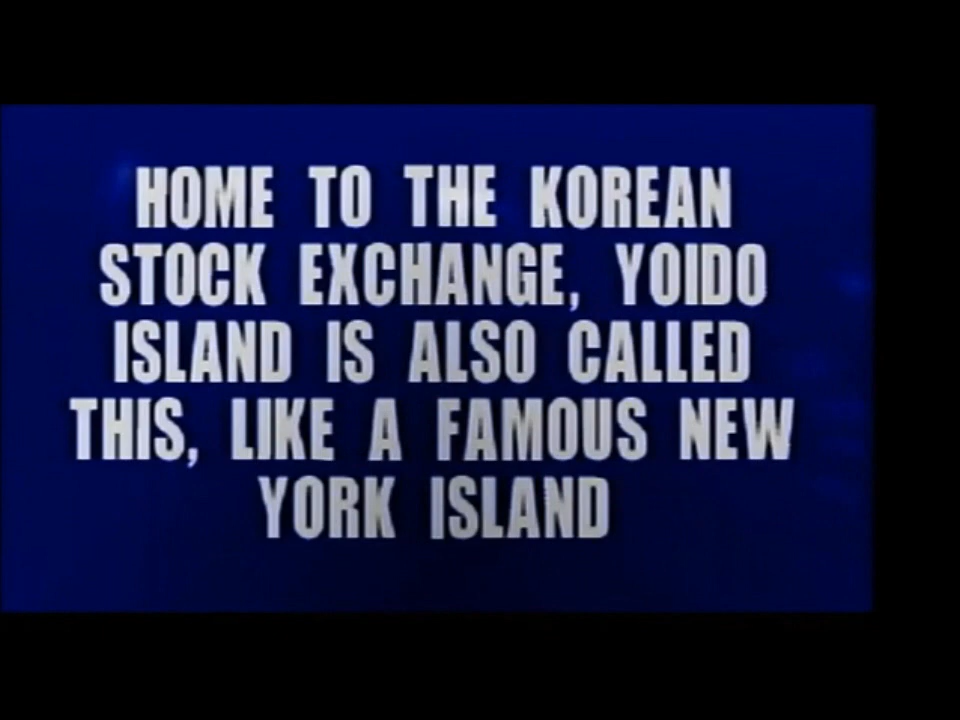 HOME TO THE KOREAN
STOCK EXCHANGE, YOIDO
ISLAND IS ALSO CALLED
THIS, LIKE A FAMOUS NEW
YORK ISLAND